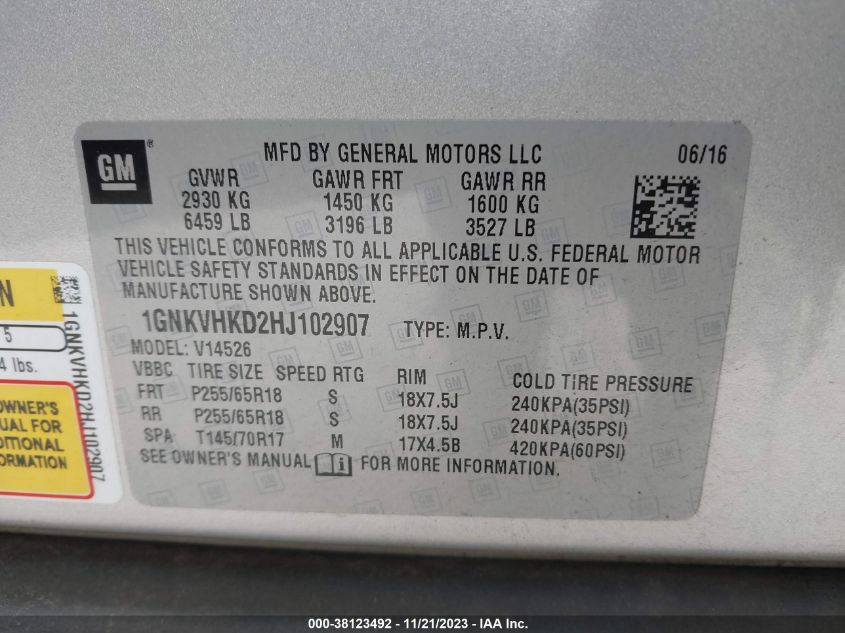 GM ®
MFD BY GENERAL MOTORS LLC 06/16
GVWR GAWR FRT GAWR RR
2930 KG 1450 KG 1600 KG
6459 LB 3196 LB 3527 LB
THIS VEHICLE CONFORMS TO ALL APPLICABLE U.S. FEDERAL MOTOR
VEHICLE SAFETY STANDARDS IN EFFECT ON THE DATE OF
MANUFACTURE SHOWN ABOVE.
1GNKVHKD2HJ102907 TYPE: M.P.V.
MODEL: V14526
VBBC TIRE SIZE SPEED RTG RIM COLD TIRE PRESSURE
FRT P255/65R18 S 18X7.5J 240KPA(35PSI)
RR P255/65R18 S 18X7.5J 240KPA(35PSI)
SPA T145/70R17 M 17X4.5B 420KPA(60PSI)
SEE OWNER'S MANUAL FOR MORE INFORMATION.
N
5
4 lbs.
OWNER'S
UAL FOR
DITIONAL
ORMATION
1GNKVHKD2HJ102907
000-38123492 - 11/21/2023 - IAA Inc.